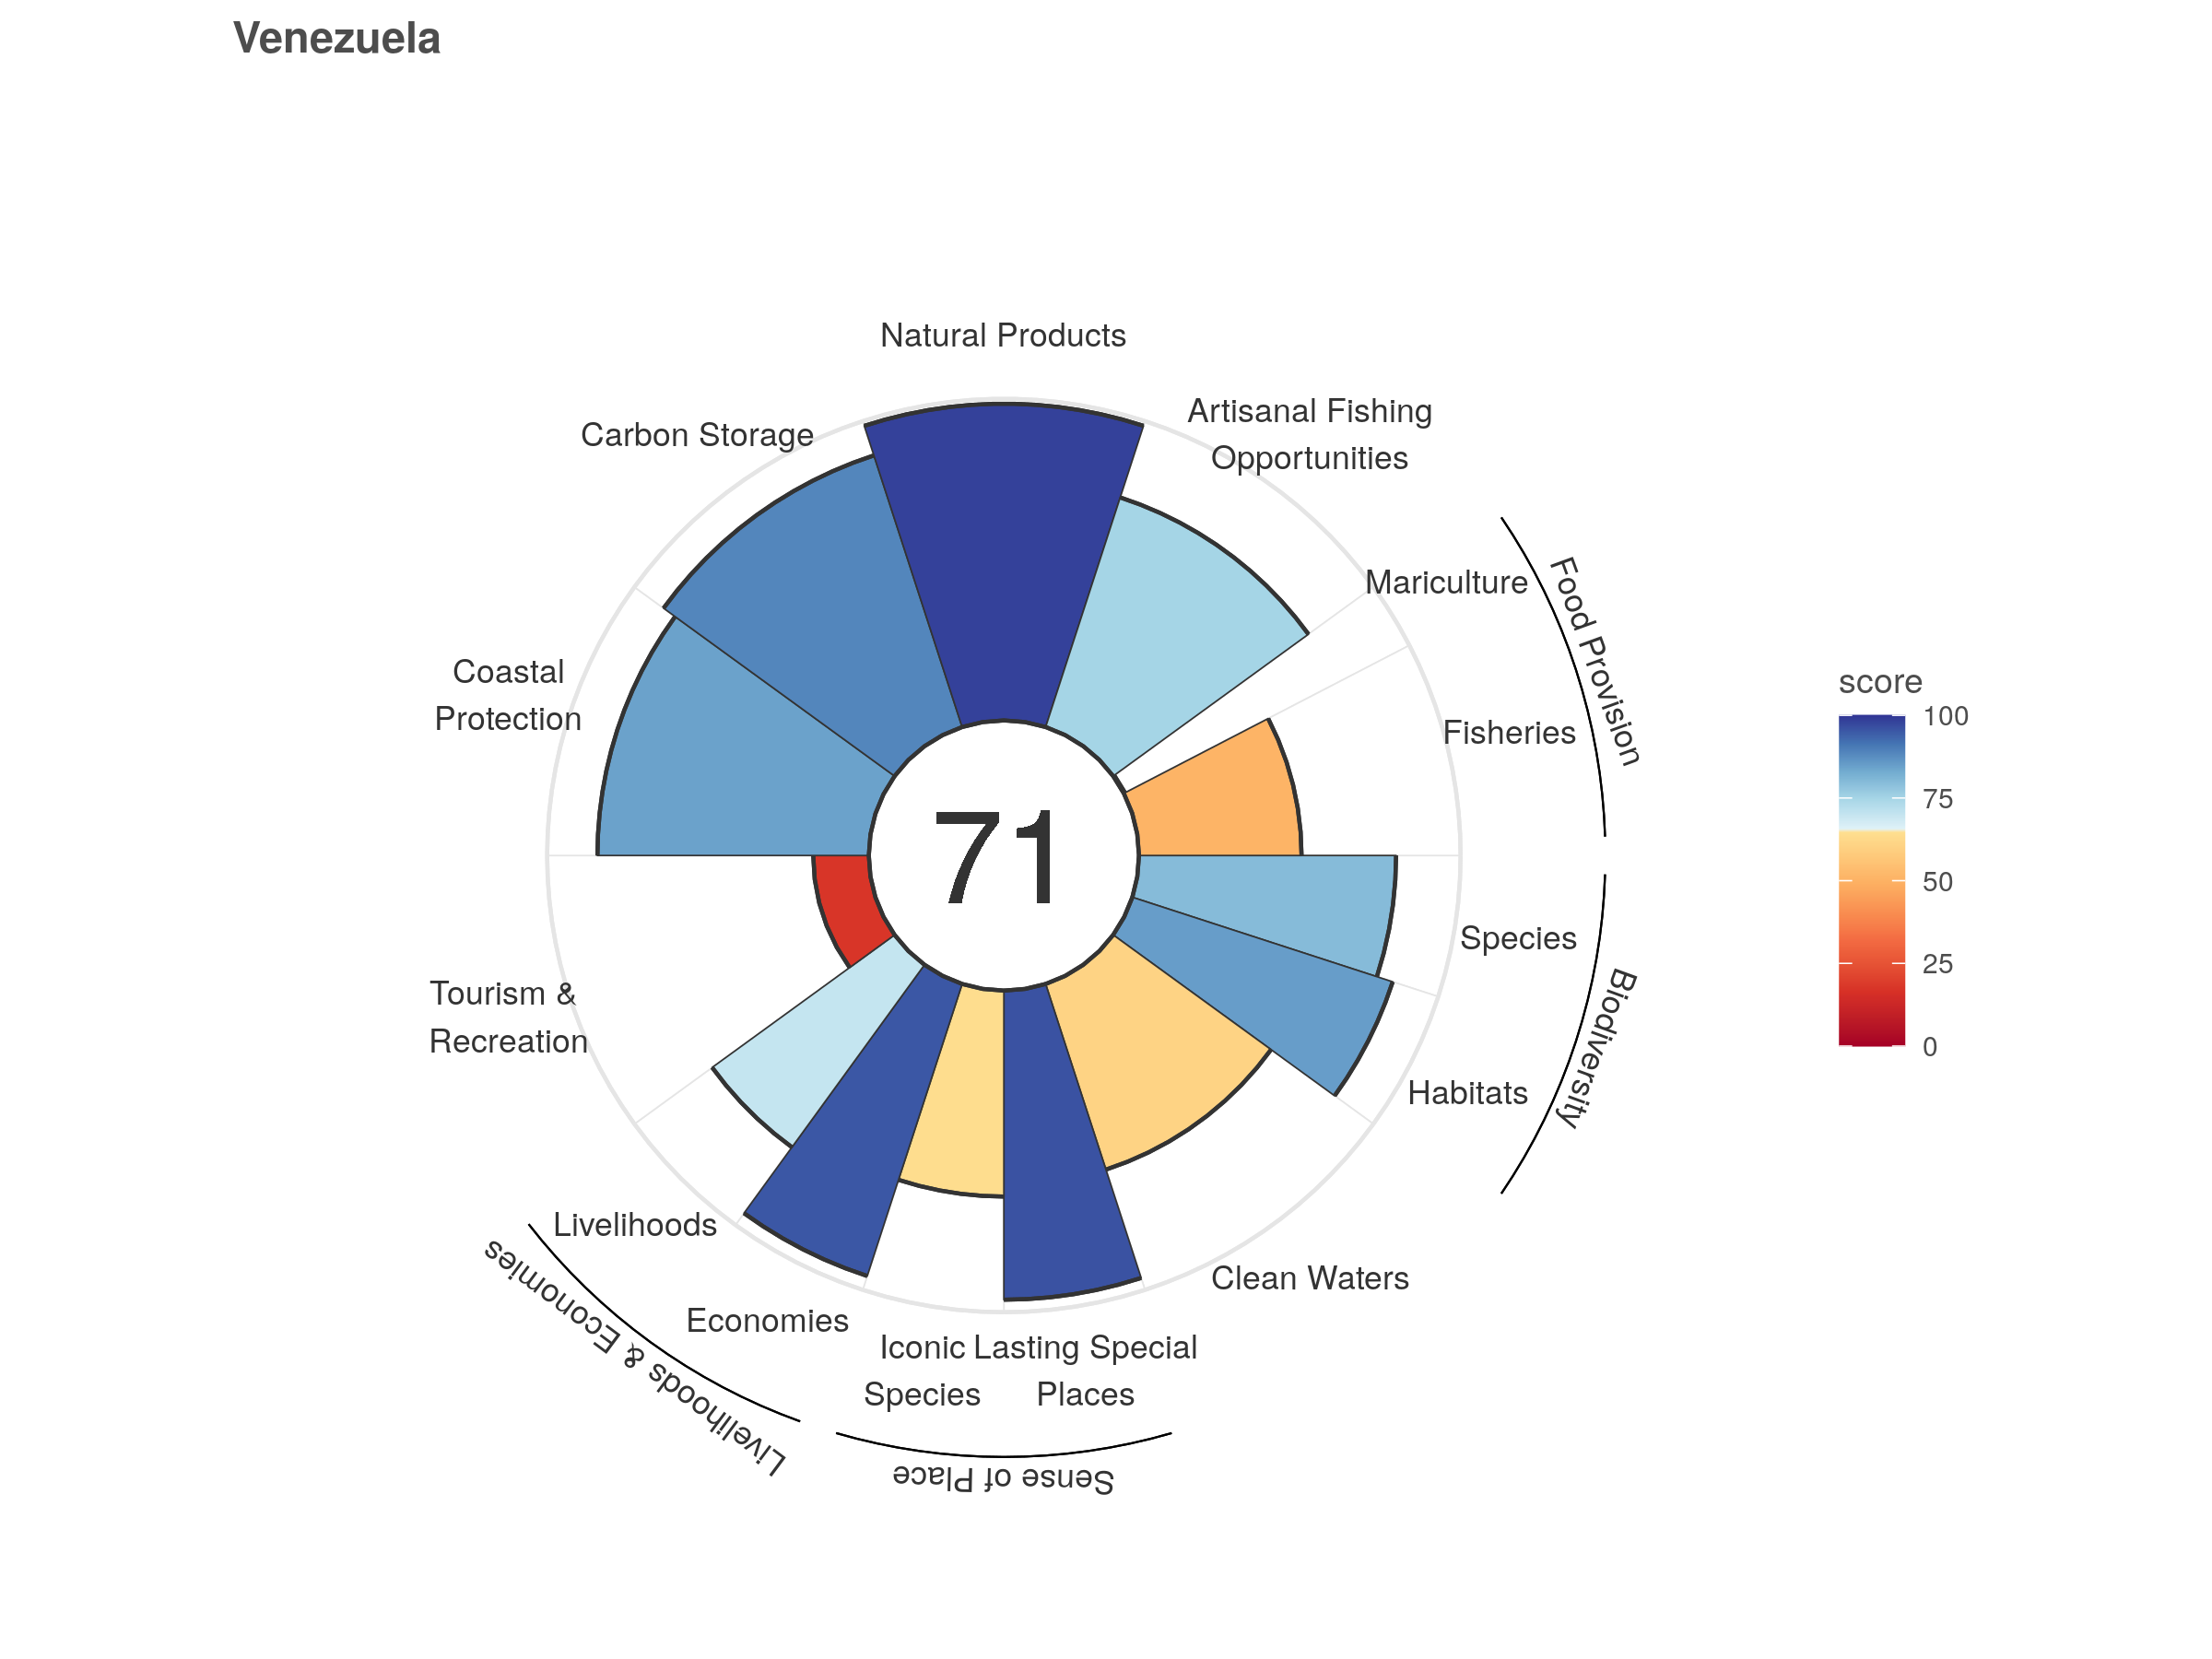 Venezuela
Natural Products
Artisanal Fishing
Opportunities
Carbon Storage
Mariculture
Food Provision
Fisheries
Coastal
Protection
score
100
75
50
25
0
71
Species
Biodiversity
Habitats
Tourism &
Recreation
Livelihoods
Clean Waters
Economies
Livelihoods & Economies
Iconic
Species
Lasting Special
Places
Sense of Place